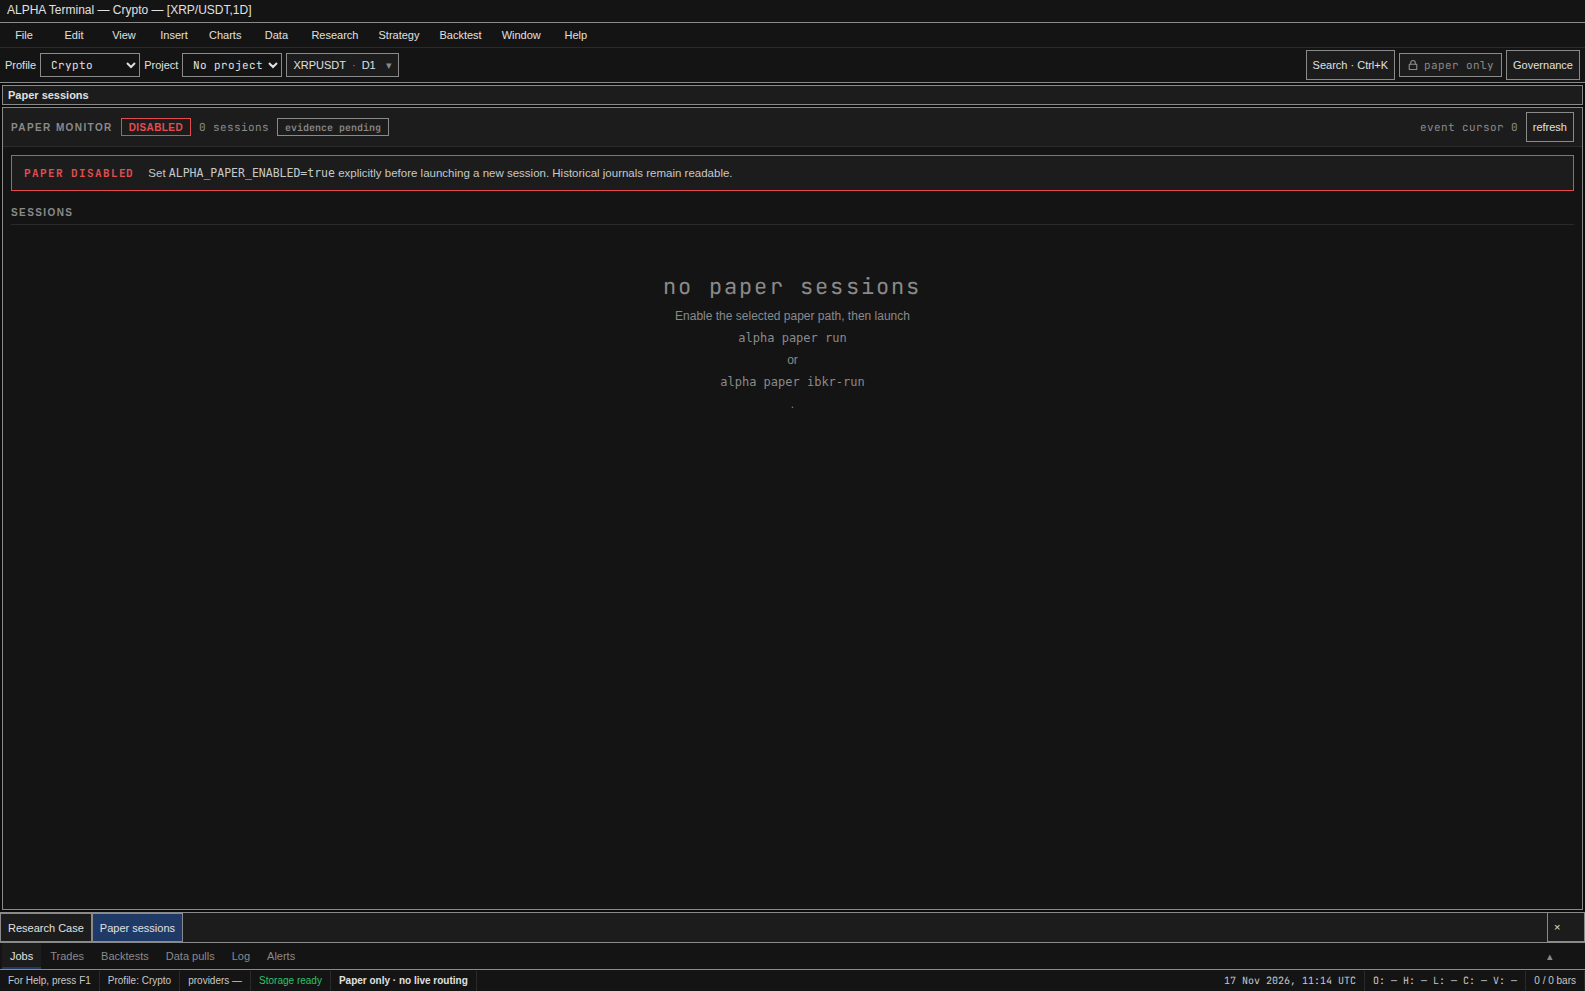 ALPHA Terminal — Crypto — [XRP/USDT,1D]
File Edit View Insert Charts Data Research Strategy Backtest Window Help
Profile Crypto Project No project XRPUSDT · D1 ▾ Search · Ctrl+K paper only Governance
Paper sessions
PAPER MONITOR DISABLED 0 sessions evidence pending event cursor 0 refresh
PAPER DISABLED Set ALPHA_PAPER_ENABLED=true explicitly before launching a new session. Historical journals remain readable.
SESSIONS
no paper sessions
Enable the selected paper path, then launch
alpha paper run
or
alpha paper ibkr-run
.
Research Case Paper sessions ×
Jobs Trades Backtests Data pulls Log Alerts ▴
For Help, press F1 Profile: Crypto providers — Storage ready Paper only · no live routing 17 Nov 2026, 11:14 UTC O: — H: — L: — C: — V: — 0 / 0 bars